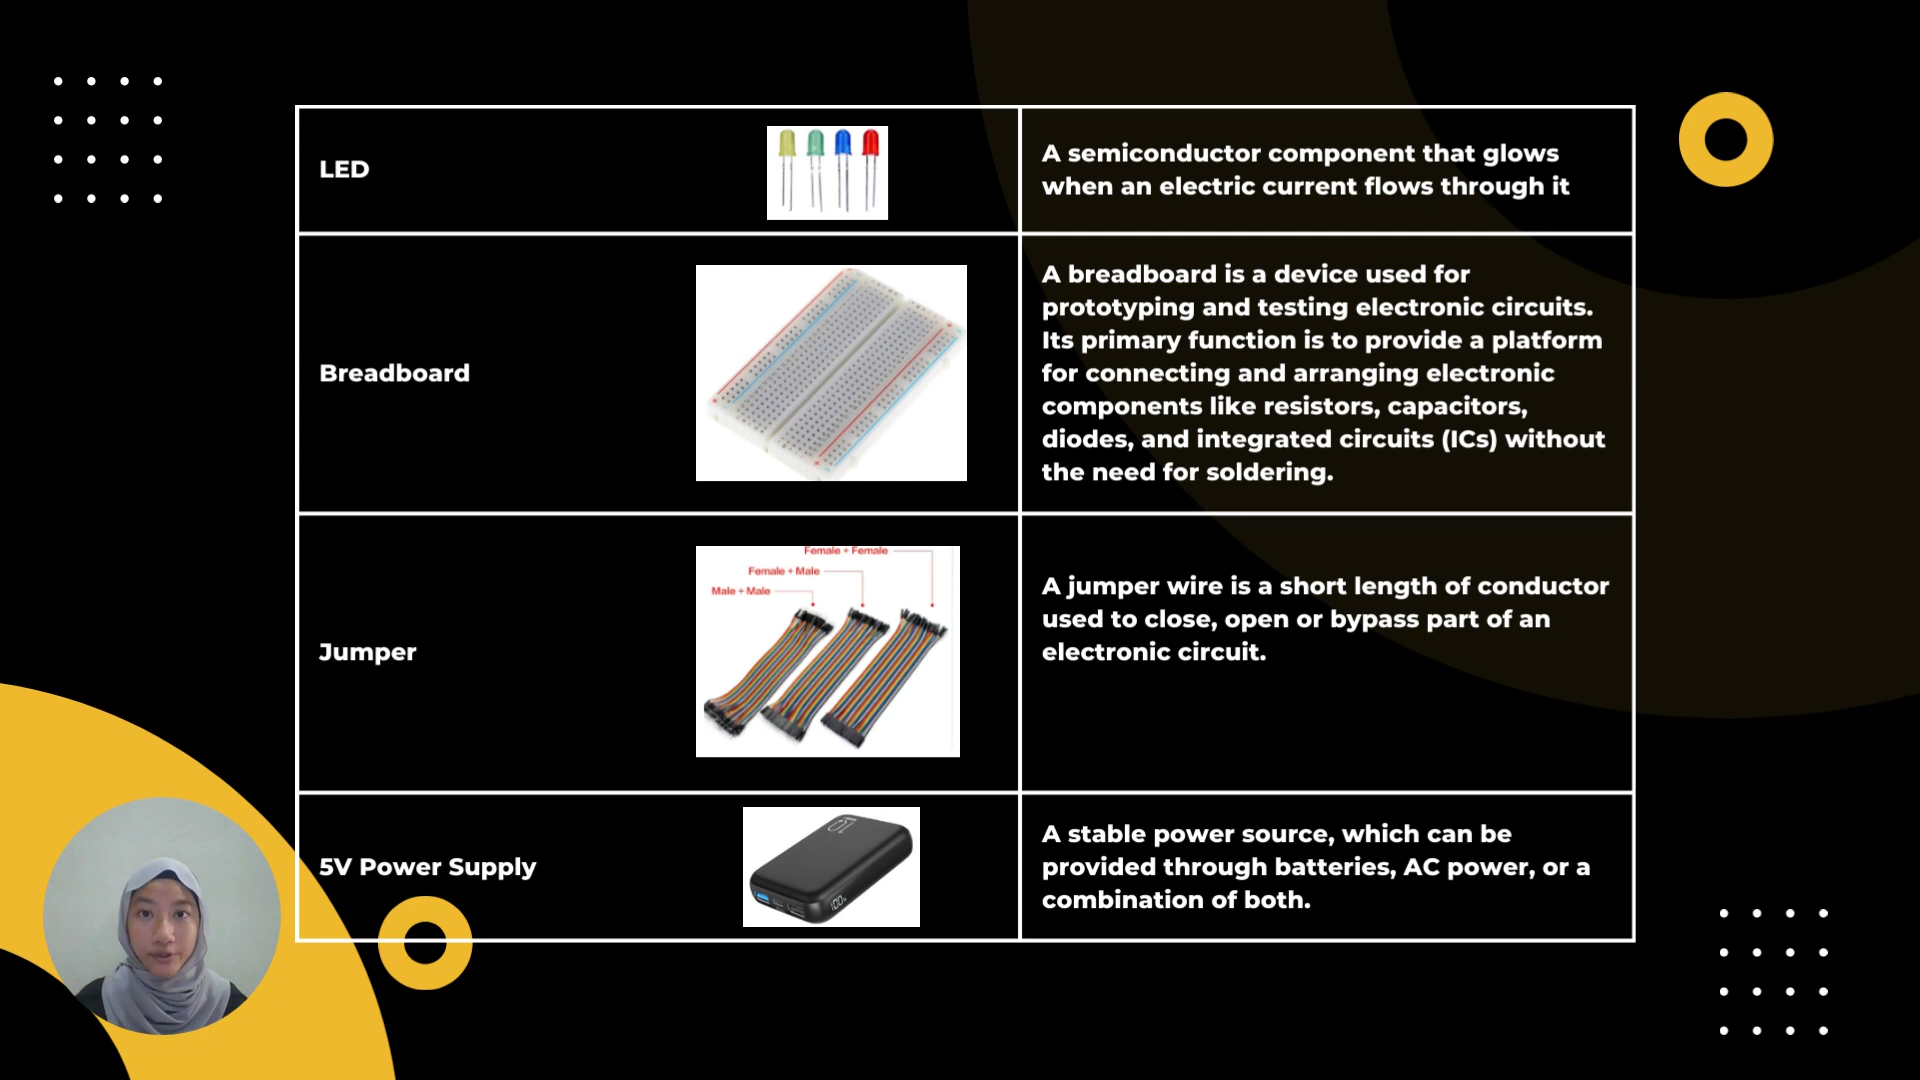 LED
A semiconductor component that glows
when an electric current flows through it
Breadboard
A breadboard is a device used for
prototyping and testing electronic circuits.
Its primary function is to provide a platform
for connecting and arranging electronic
components like resistors, capacitors,
diodes, and integrated circuits (ICs) without
the need for soldering.
Jumper
Female + Female
Female + Male
Male + Male
A jumper wire is a short length of conductor
used to close, open or bypass part of an
electronic circuit.
5V Power Supply
100%
A stable power source, which can be
provided through batteries, AC power, or a
combination of both.